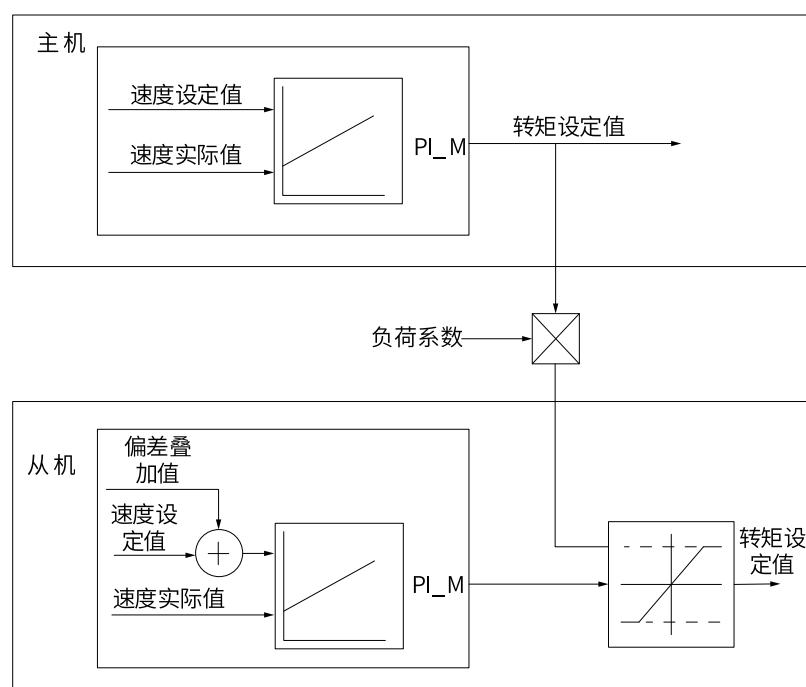 主机
速度设定值
速度实际值
PI_M
转矩设定值
负荷系数
从机
偏差叠
加值
速度设
定值
速度实际值
PI_M
转矩设
定值